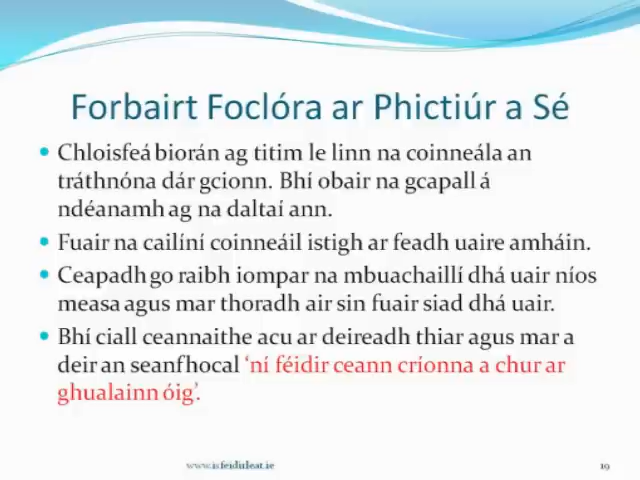 Forbairt Foclóra ar Phictiúr a Sé
• Chloisfeá biorán ag titim le linn na coinneála an
tráthnóna dár gcionn. Bhí obair na gcapall á
ndéanamh ag na daltaí ann.
• Fuair na cailíní coinneáil istigh ar feadh uaire amháin.
• Ceapadh go raibh iompar na mbuachaillí dhá uair níos
measa agus mar thoradh air sin fuair siad dhá uair.
• Bhí ciall ceannaithe acu ar deireadh thiar agus mar a
deir an seanfhocal ‘ní féidir ceann críonna a chur ar
ghualainn óig’.
www.isfeidirleat.ie 19